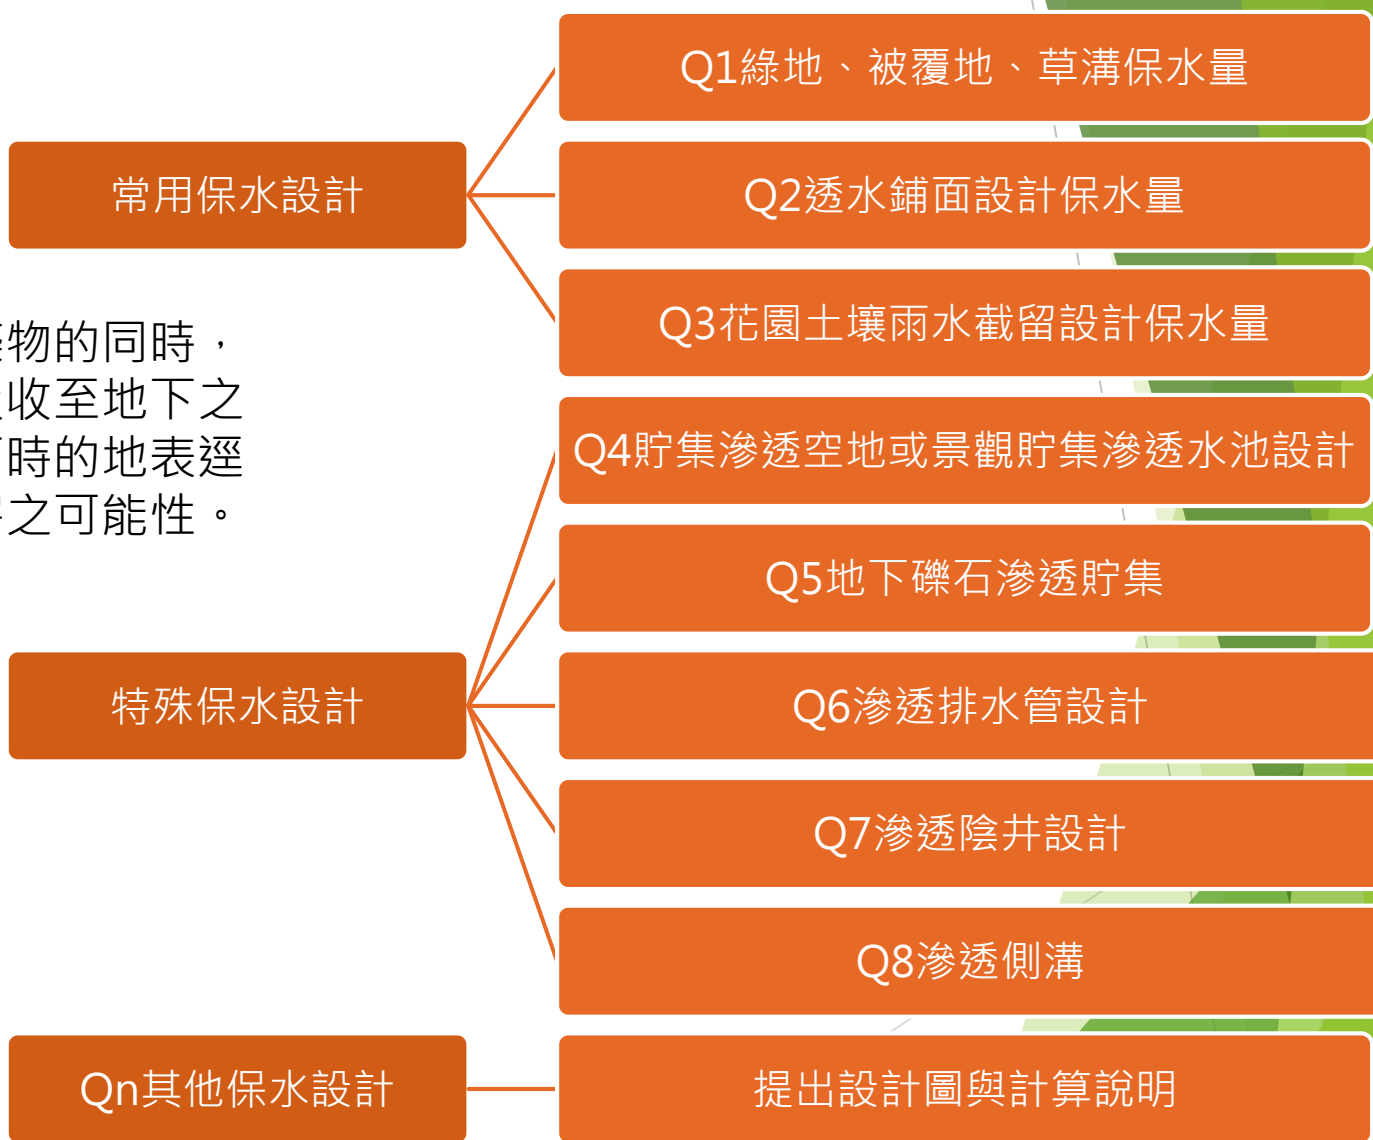 Q1綠地、被覆地、草溝保水量
常用保水設計
Q2透水鋪面設計保水量
Q3花園土壤雨水截留設計保水量
物的同時，
收至地下之
時的地表逕
之可能性。
Q4貯集滲透空地或景觀貯集滲透水池設計
Q5地下礫石滲透貯集
特殊保水設計
Q6滲透排水管設計
Q7滲透陰井設計
Q8滲透側溝
Qn其他保水設計
提出設計圖與計算說明